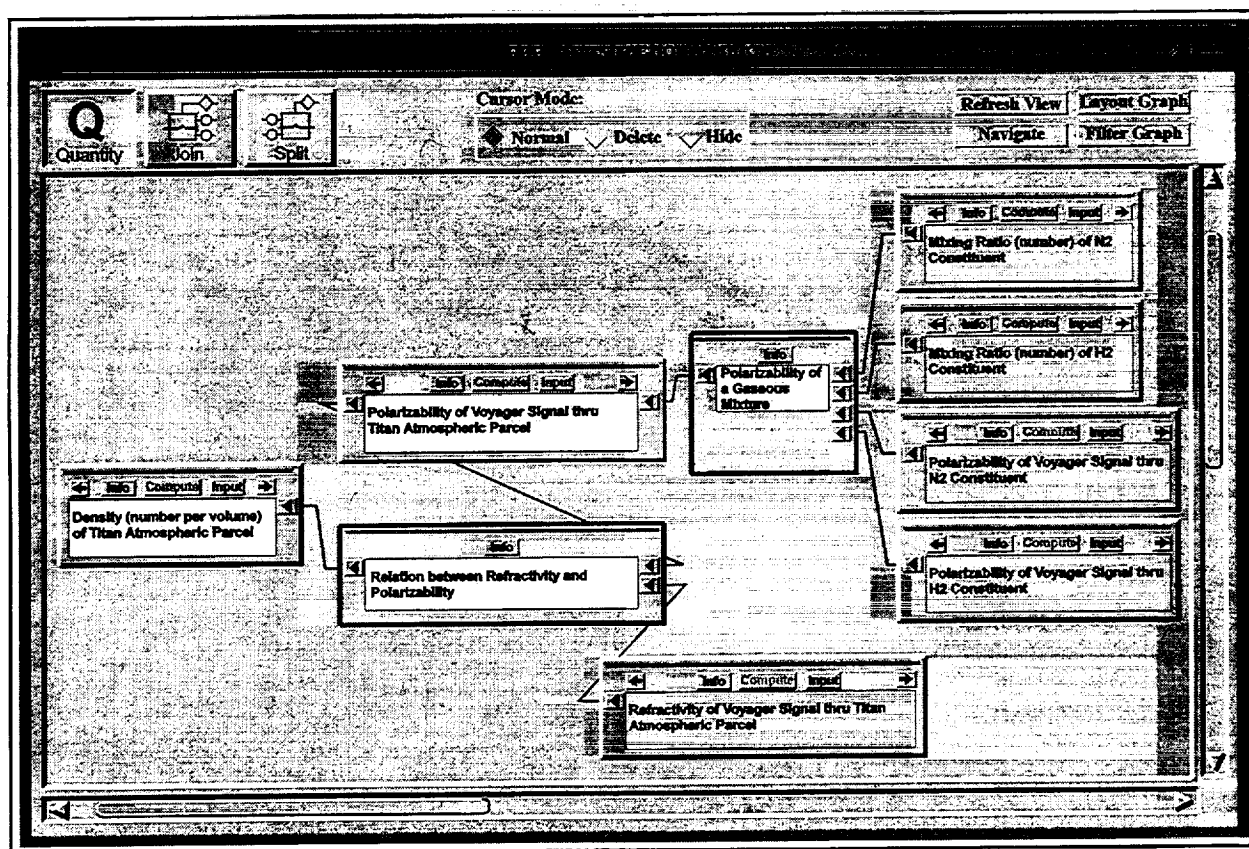 Cursor Mode:
Refresh View
Layout Graph
Q
Quantity
Join
Split
Normal
Delete
Hide
Navigate
Filter Graph
Info Compute Input
Mixing Ratio (number) of N2
Constituent
Info Compute Input
Mixing Ratio (number) of H2
Constituent
Info
Polarizability of
a Gaseous
Mixture
Info Compute Input
Polarizability of Voyager Signal thru
Titan Atmospheric Parcel
Info Compute Input
Polarizability of Voyager Signal thru
N2 Constituent
Info Compute Input
Density (number per volume)
of Titan Atmospheric Parcel
Info
Relation between Refractivity and
Polarizability
Info Compute Input
Polarizability of Voyager Signal thru
H2 Constituent
Info Compute Input
Refractivity of Voyager Signal thru Titan
Atmospheric Parcel